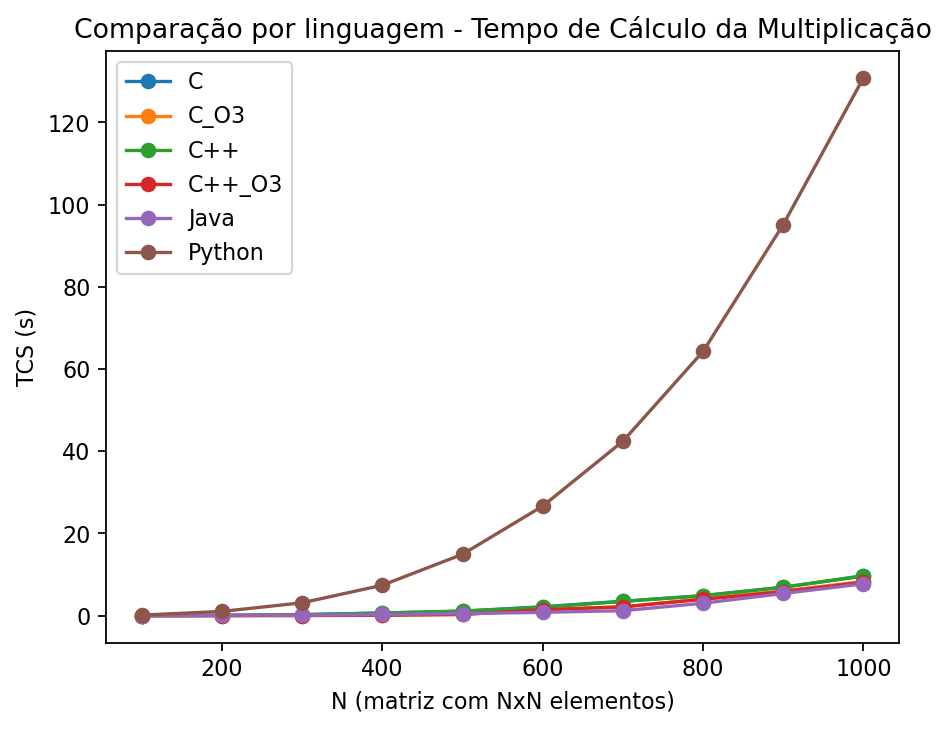 Comparação por linguagem - Tempo de Cálculo da Multiplicação
C
C_O3
C++
C++_O3
Java
Python
TCS (s)
120
100
80
60
40
20
0
200
400
600
800
1000
N (matriz com NxN elementos)